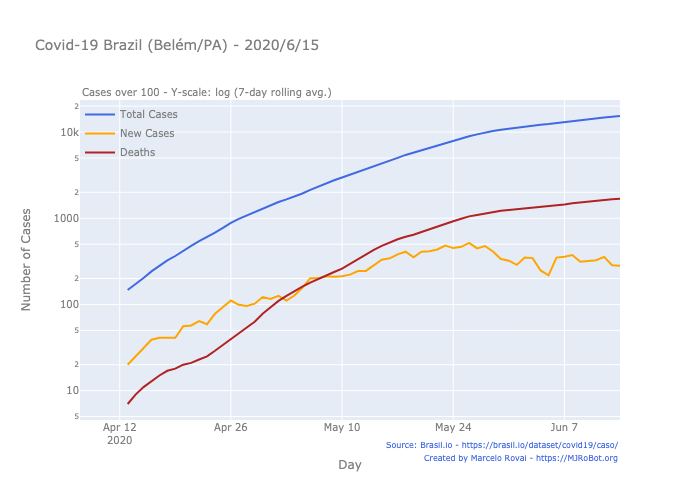 Covid-19 Brazil (Belém/PA) - 2020/6/15
Cases over 100 - Y-scale: log (7-day rolling avg.)
Total Cases
New Cases
Deaths
2
10k
5
2
1000
5
2
100
5
2
10
5
Number of Cases
Apr 12
2020
Apr 26
May 10
May 24
Jun 7
Day
Source: Brasil.io - https://brasil.io/dataset/covid19/caso/
Created by Marcelo Rovai - https://MJRoBot.org